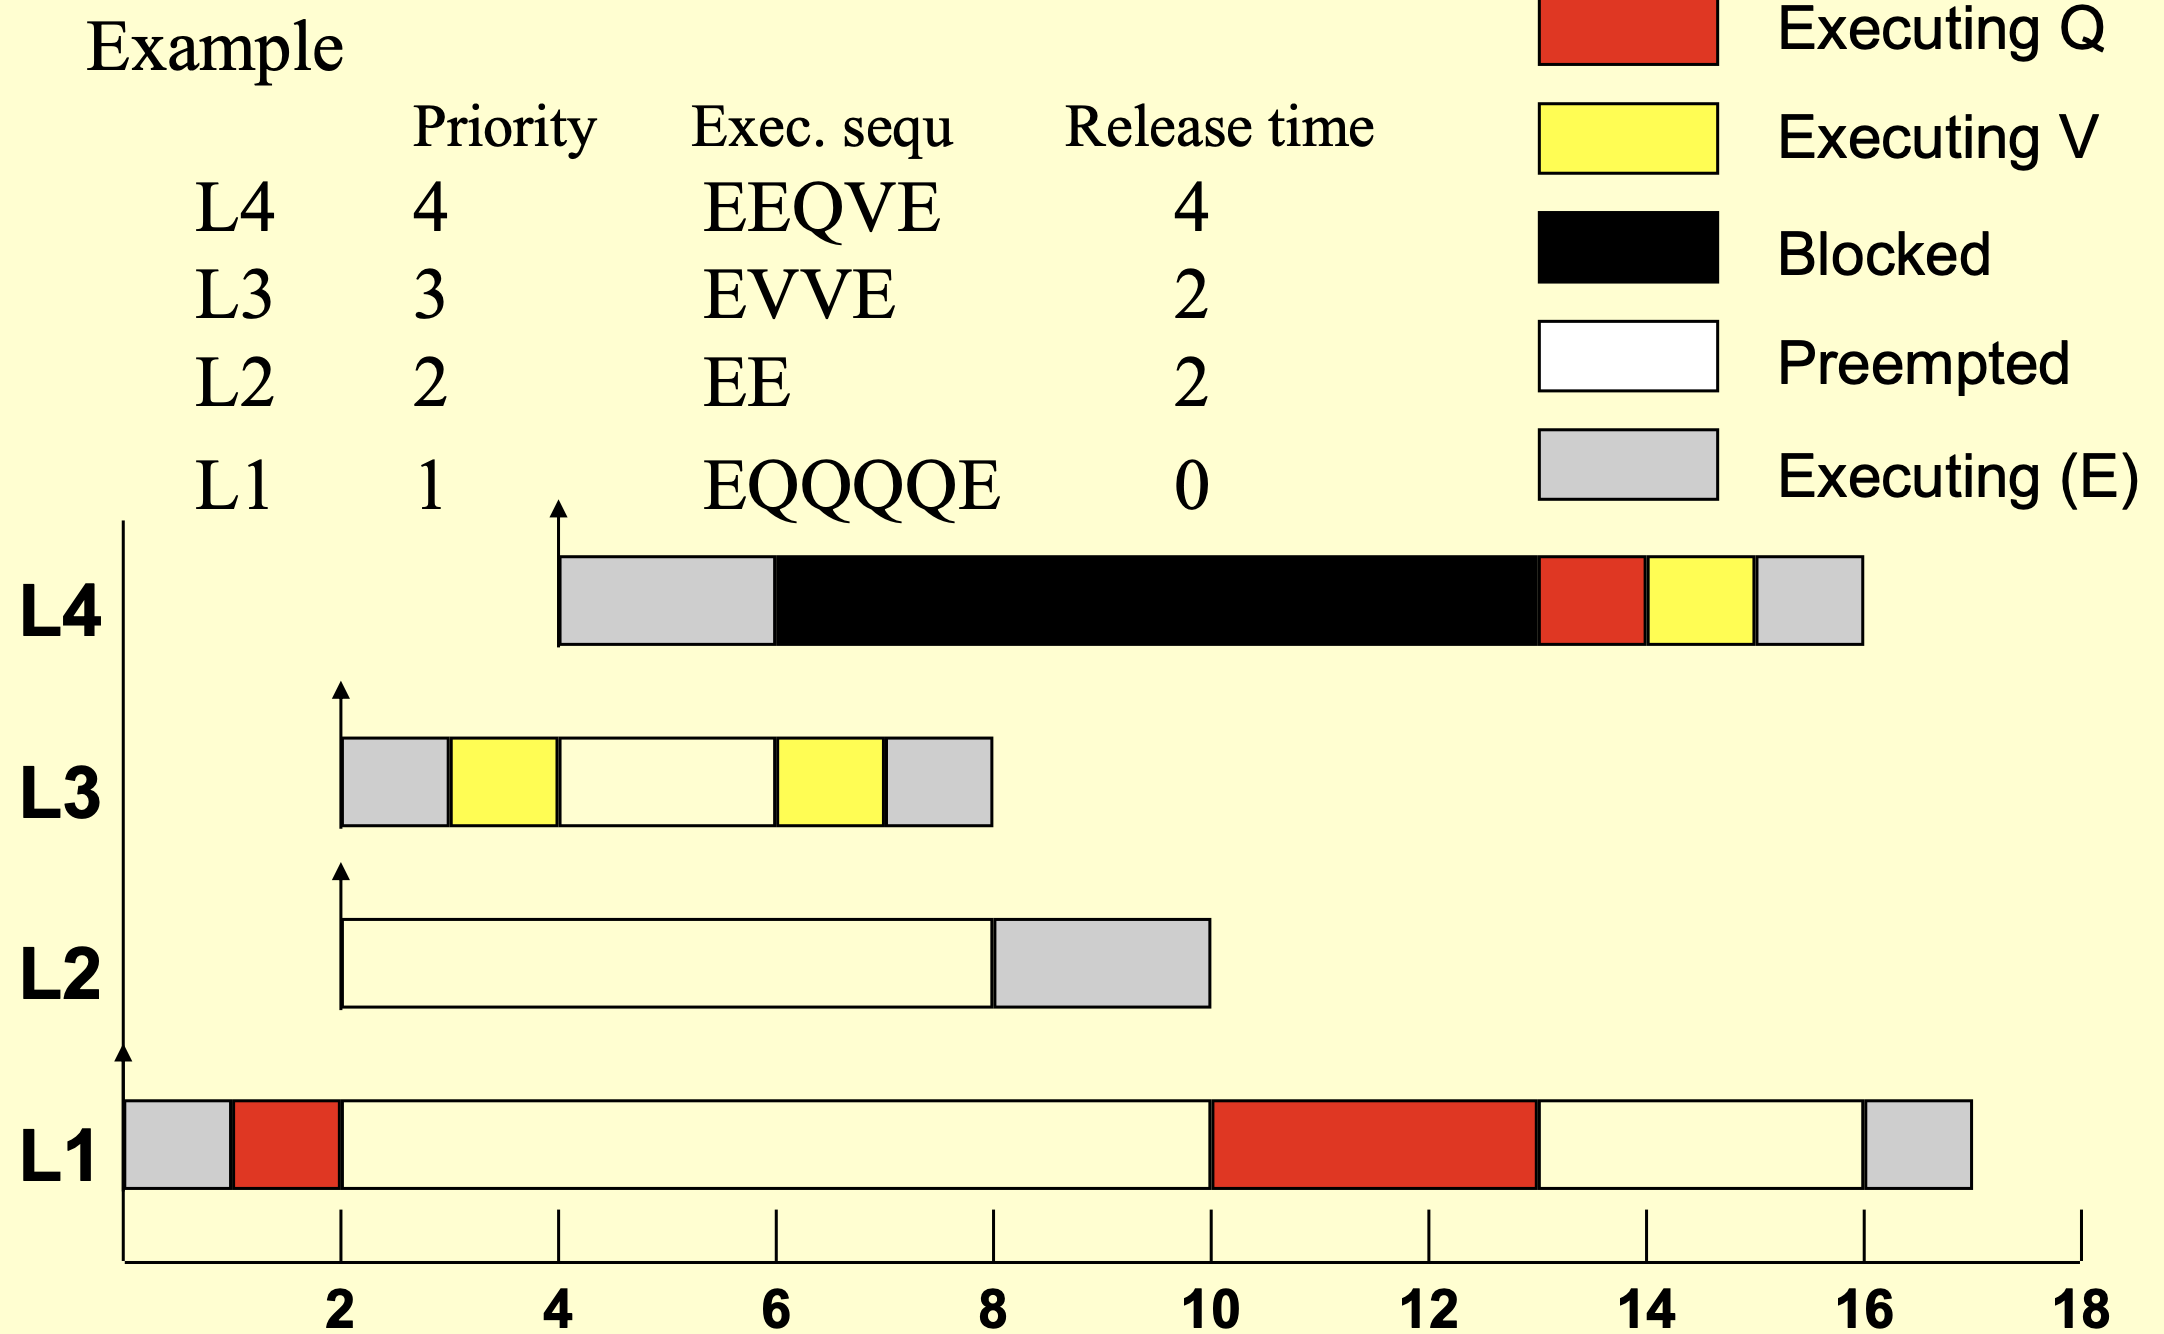 Example
Priority Exec. sequ Release time
L4 4 EEQVE 4
L3 3 EVVE 2
L2 2 EE 2
L1 1 EQQQQE 0
Executing Q
Executing V
Blocked
Preempted
Executing (E)
L4
L3
L2
L1
2 4 6 8 10 12 14 16 18